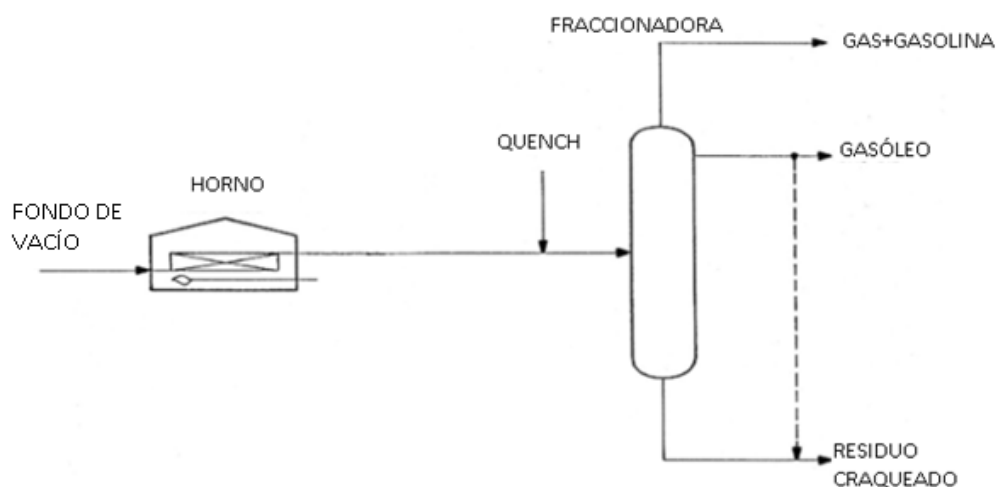 FRACCIONADORA
GAS+GASOLINA
QUENCH
GASÓLEO
HORNO
FONDO DE
VACÍO
RESIDUO
CRAQUEADO